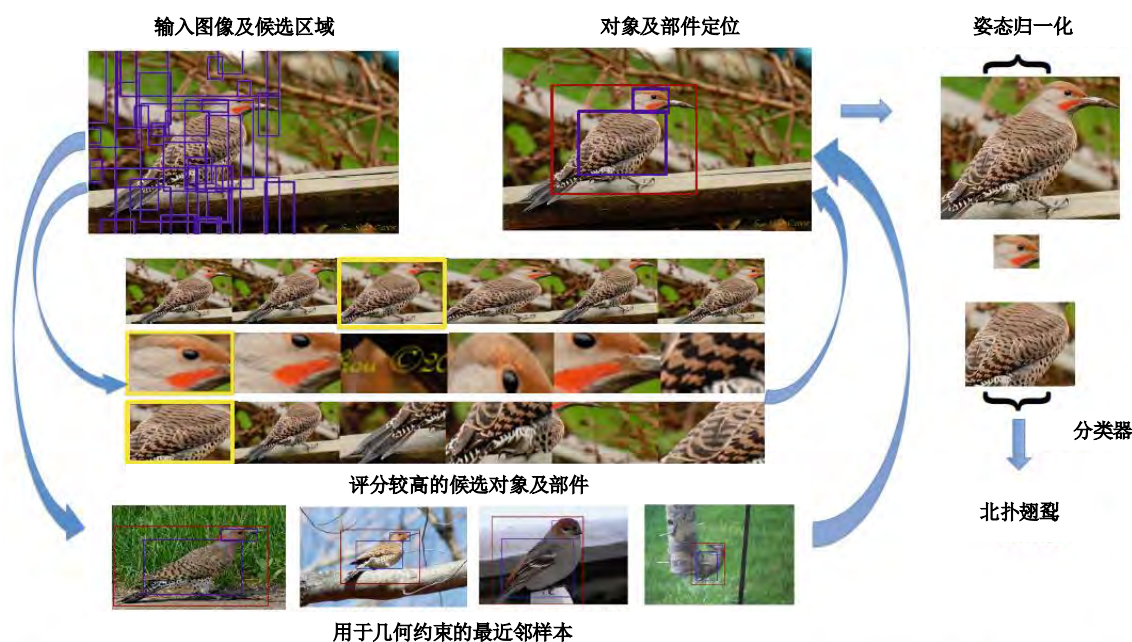 输入图像及候选区域
对象及部件定位
姿态归一化
评分较高的候选对象及部件
分类器
北扑翅鴷
用于几何约束的最近邻样本